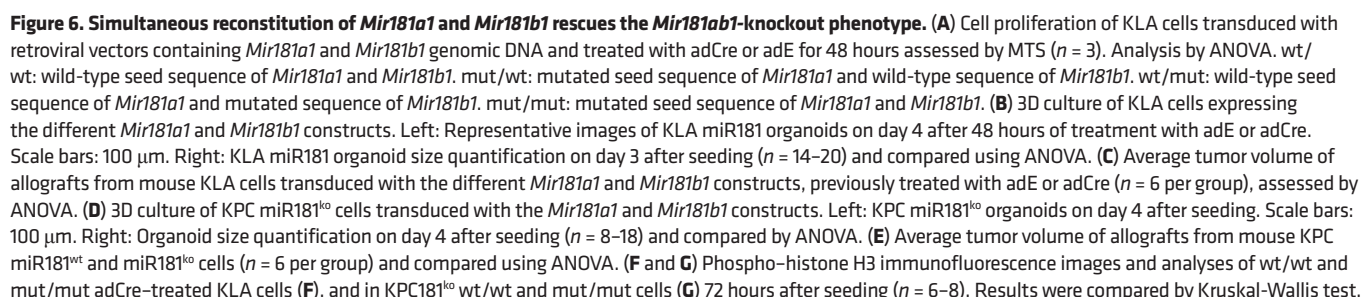 Figure 6. Simultaneous reconstitution of Mir181a1 and Mir181b1 rescues the Mir181ab1-knockout phenotype. (A) Cell proliferation of KLA cells transduced with
retroviral vectors containing Mir181a1 and Mir181b1 genomic DNA and treated with adCre or adE for 48 hours assessed by MTS (n = 3). Analysis by ANOVA. wt/
wt: wild-type seed sequence of Mir181a1 and Mir181b1. mut/wt: mutated seed sequence of Mir181a1 and wild-type sequence of Mir181b1. wt/mut: wild-type seed
sequence of Mir181a1 and mutated sequence of Mir181b1. mut/mut: mutated seed sequence of Mir181a1 and Mir181b1. (B) 3D culture of KLA cells expressing
the different Mir181a1 and Mir181b1 constructs. Left: Representative images of KLA miR181 organoids on day 4 after 48 hours of treatment with adE or adCre.
Scale bars: 100 μm. Right: KLA miR181 organoid size quantification on day 3 after seeding (n = 14–20) and compared using ANOVA. (C) Average tumor volume of
allografts from mouse KLA cells transduced with the different Mir181a1 and Mir181b1 constructs, previously treated with adE or adCre (n = 6 per group), assessed by
ANOVA. (D) 3D culture of KPC miR181ko cells transduced with the Mir181a1 and Mir181b1 constructs. Left: KPC miR181ko organoids on day 4 after seeding. Scale bars:
100 μm. Right: Organoid size quantification on day 4 after seeding (n = 8–18) and compared by ANOVA. (E) Average tumor volume of allografts from mouse KPC
miR181wt and miR181ko cells (n = 6 per group) and compared using ANOVA. (F and G) Phospho–histone H3 immunofluorescence images and analyses of wt/wt and
mut/mut adCre–treated KLA cells (F), and in KPC181ko wt/wt and mut/mut cells (G) 72 hours after seeding (n = 6–8). Results were compared by Kruskal-Wallis test